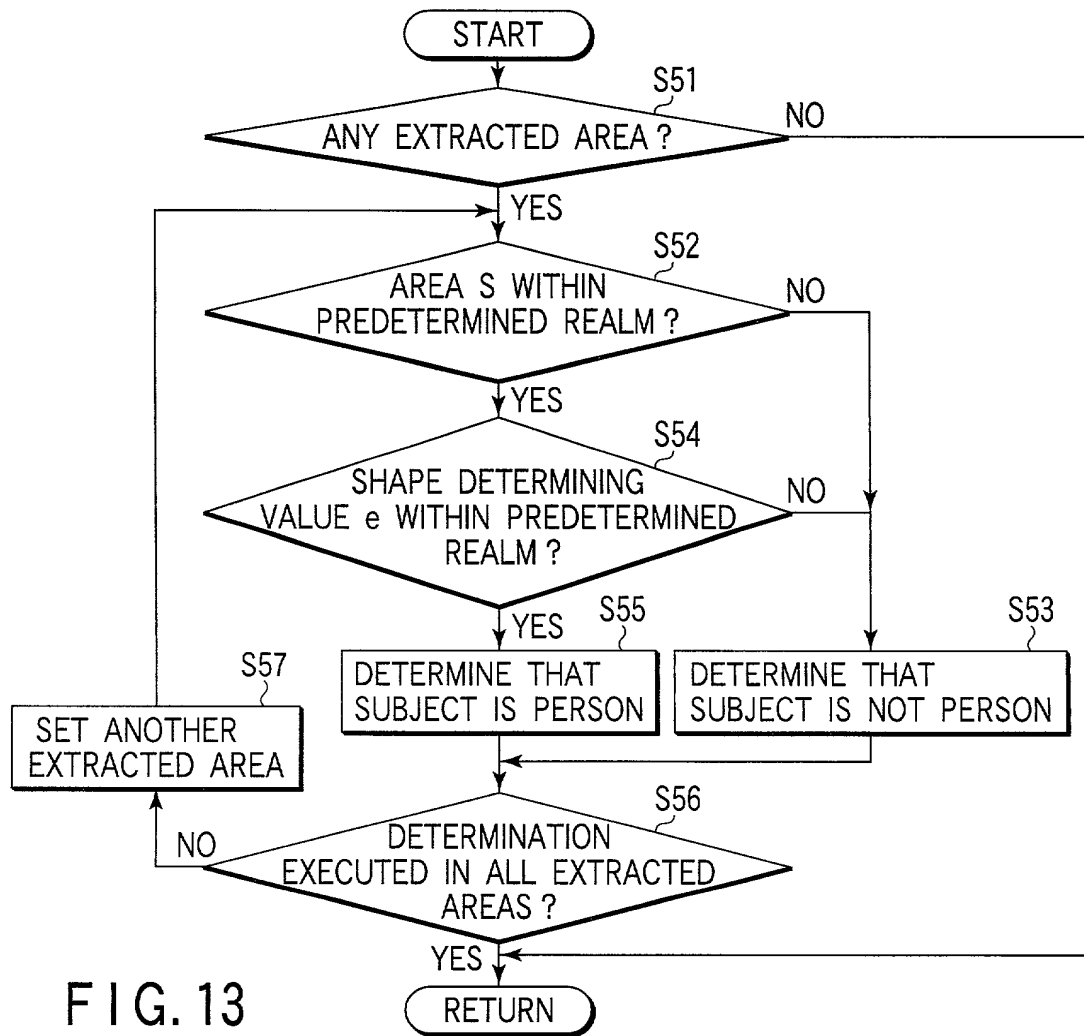 START
S51
ANY EXTRACTED AREA?
NO
YES
S52
AREA S WITHIN
PREDETERMINED REALM?
NO
YES
S54
SHAPE DETERMINING
VALUE e WITHIN PREDETERMINED
REALM?
NO
YES
S55
DETERMINE THAT
SUBJECT IS PERSON
S53
DETERMINE THAT
SUBJECT IS NOT PERSON
S57
SET ANOTHER
EXTRACTED AREA
S56
DETERMINATION
EXECUTED IN ALL EXTRACTED
AREAS?
NO
YES
RETURN
FIG. 13